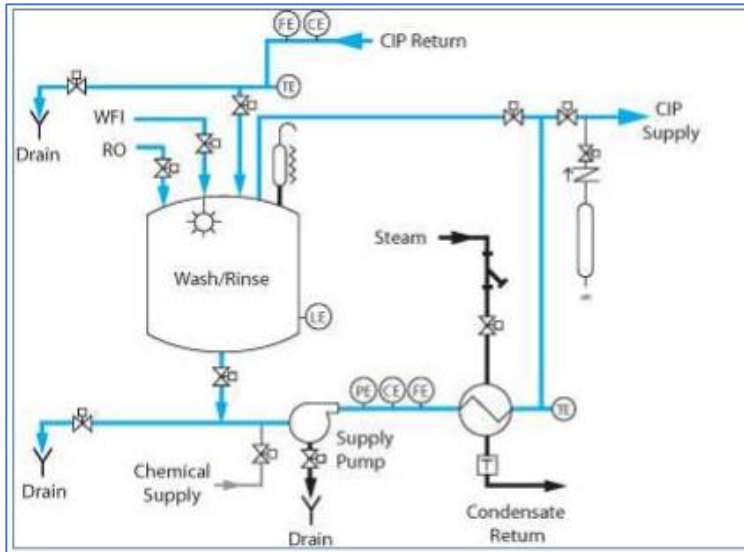 FE
CE
CIP Return
TE
WFI
RO
Drain
CIP
Supply
Steam
Wash/Rinse
LE
PE
CE
FE
TE
Supply
Pump
Chemical
Supply
Drain
Drain
T
Condensate
Return